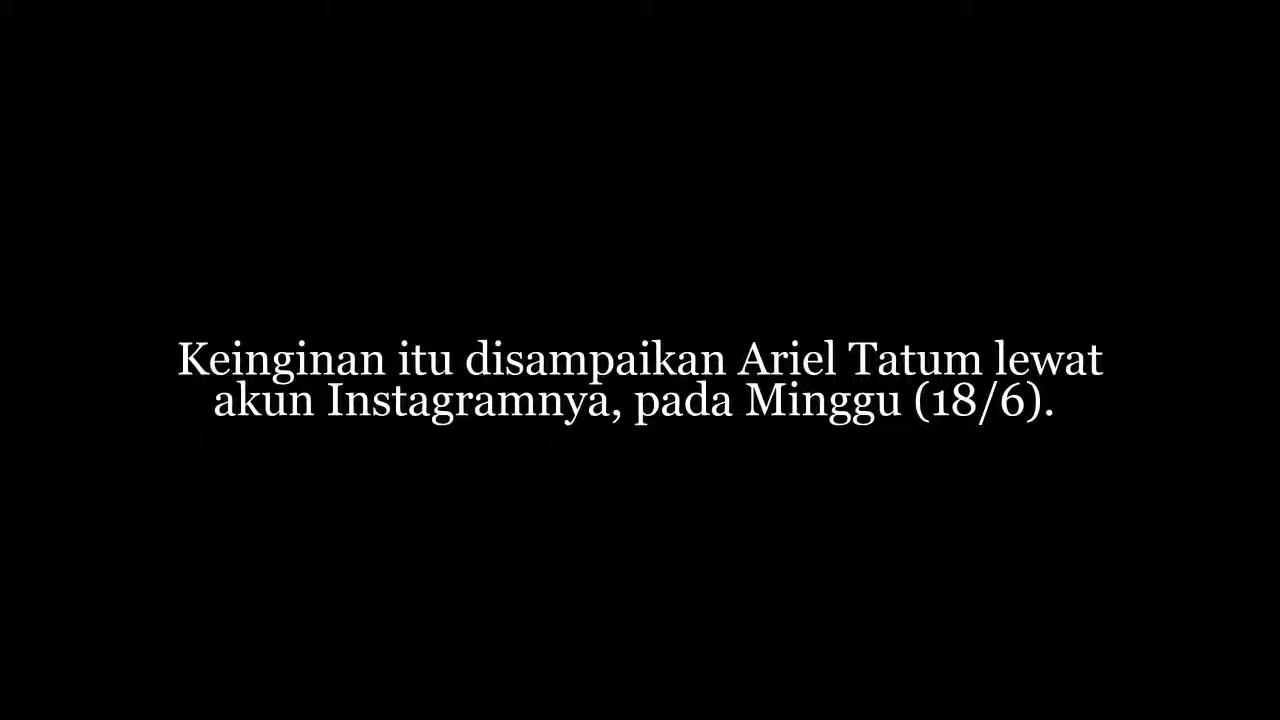 Keinginan itu disampaikan Ariel Tatum lewat
akun Instagramnya, pada Minggu (18/6).